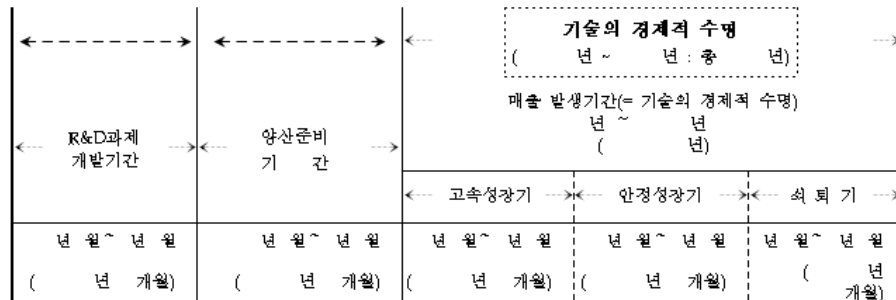 기술의 경제적 수명
( 년 ~ 년 : 총 년)
매출 발생기간(= 기술의 경제적 수명)
년 ~ 년
( 년)
R&D과제
개발기간
양산준비
기 간
고속성장기
안정성장기
쇠 퇴 기
년 월~ 년 월
( 년 개월)
년 월~ 년 월
( 년 개월)
년 월~ 년 월
( 년 개월)
년 월~ 년 월
( 년 개월)
년 월~ 년 월
( 년
개월)